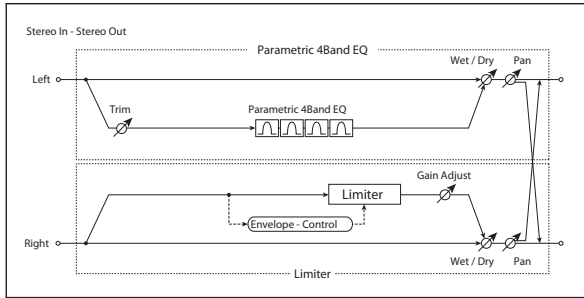 Stereo In - Stereo Out
Parametric 4Band EQ
Wet / Dry
Pan
Left
Trim
Parametric 4Band EQ
Gain Adjust
Limiter
Envelope - Control
Right
Wet / Dry
Pan
Limiter